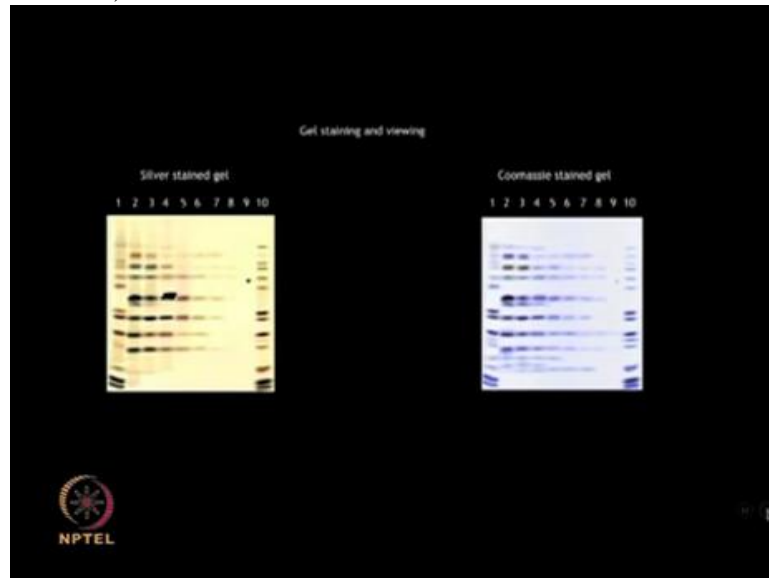 Gel staining and viewing
Silver stained gel
1 2 3 4 5 6 7 8 9 10
Coomassie stained gel
1 2 3 4 5 6 7 8 9 10
NPTEL